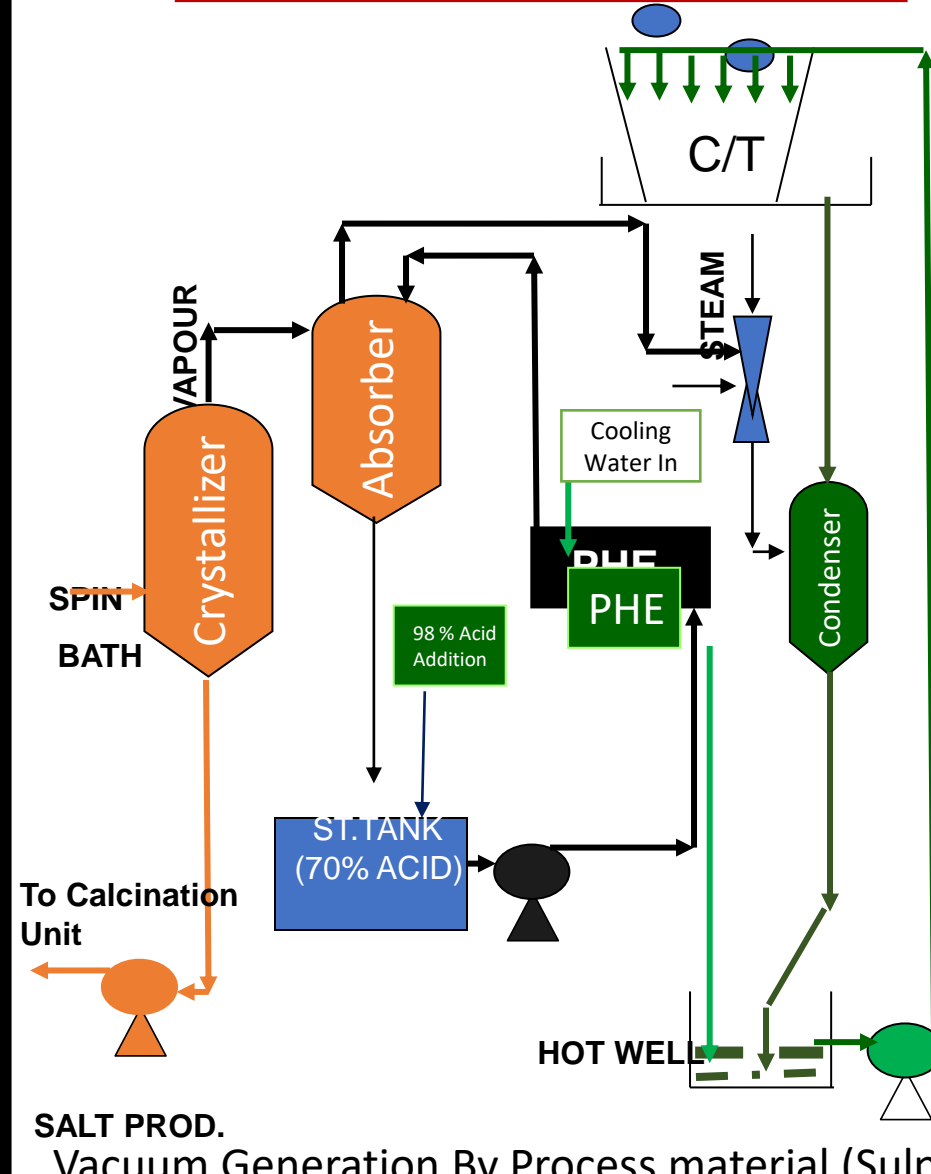 C/T
STEAM
VAPOUR
Absorber
Cooling
Water In
Crystallizer
PHE
PHE
Condenser
SPIN
BATH
98 % Acid
Addition
ST.TANK
(70% ACID)
To Calcination
Unit
HOT WELL
SALT PROD.
Vacuum Generation By Process material (Sulp